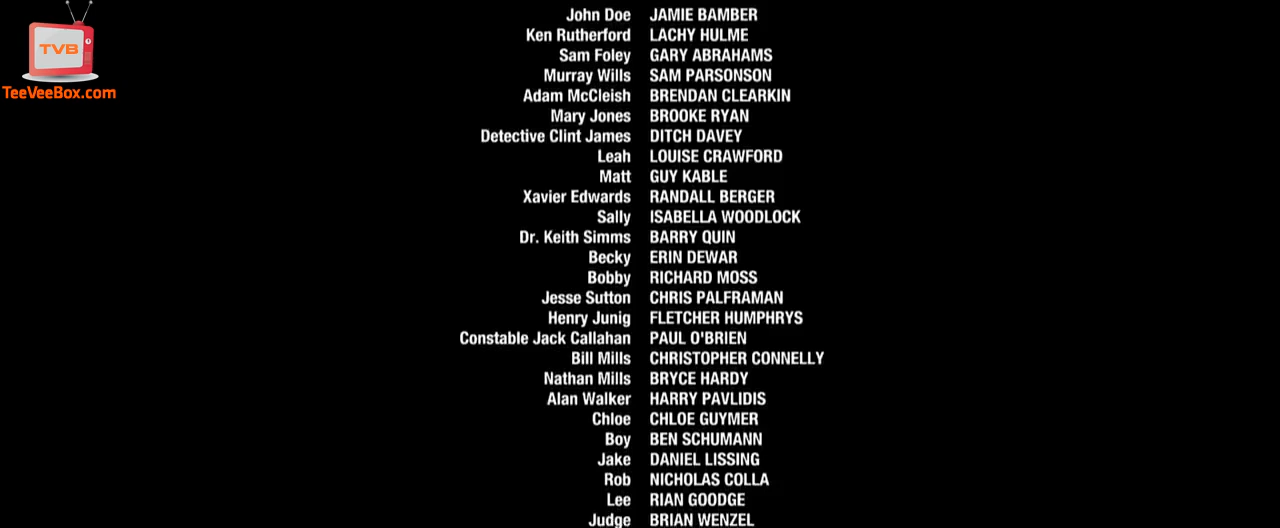 TVB
TeeVeeBox.com
John Doe JAMIE BAMBER
Ken Rutherford LACHY HULME
Sam Foley GARY ABRAHAMS
Murray Wills SAM PARSONSON
Adam McCleish BRENDAN CLEARKIN
Mary Jones BROOKE RYAN
Detective Clint James DITCH DAVEY
Leah LOUISE CRAWFORD
Matt GUY KABLE
Xavier Edwards RANDALL BERGER
Sally ISABELLA WOODLOCK
Dr. Keith Simms BARRY QUIN
Becky ERIN DEWAR
Bobby RICHARD MOSS
Jesse Sutton CHRIS PALFRAMAN
Henry Junig FLETCHER HUMPHRYS
Constable Jack Callahan PAUL O'BRIEN
Bill Mills CHRISTOPHER CONNELLY
Nathan Mills BRYCE HARDY
Alan Walker HARRY PAVLIDIS
Chloe CHLOE GUYMER
Boy BEN SCHUMANN
Jake DANIEL LISSING
Rob NICHOLAS COLLA
Lee RIAN GOODGE
Judge BRIAN WENZEL